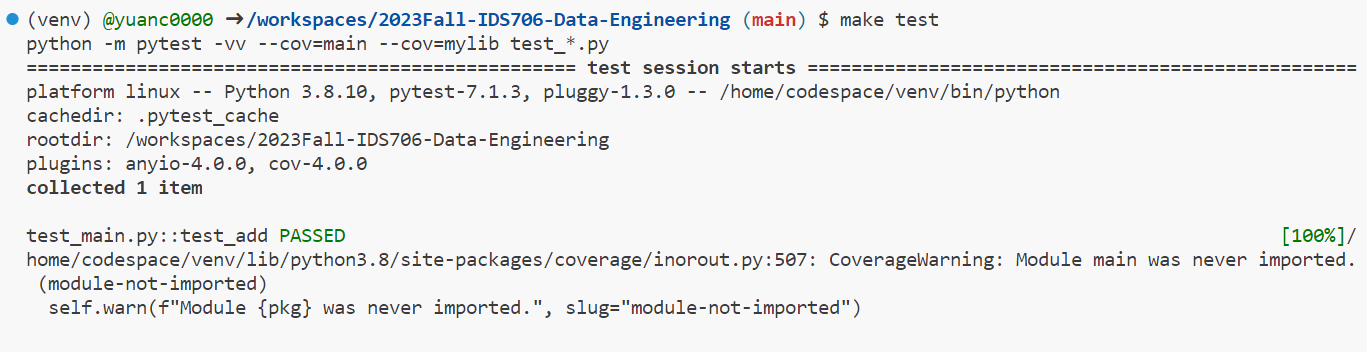 (venv) @yuanc0000 ➜/workspaces/2023Fall-IDS706-Data-Engineering (main) $ make test
python -m pytest -vv --cov=main --cov=mylib test_*.py
================================================== test session starts ==================================================
platform linux -- Python 3.8.10, pytest-7.1.3, pluggy-1.3.0 -- /home/codespace/venv/bin/python
cachedir: .pytest_cache
rootdir: /workspaces/2023Fall-IDS706-Data-Engineering
plugins: anyio-4.0.0, cov-4.0.0
collected 1 item
test_main.py::test_add PASSED [100%]/
home/codespace/venv/lib/python3.8/site-packages/coverage/inorout.py:507: CoverageWarning: Module main was never imported.
(module-not-imported)
self.warn(f"Module {pkg} was never imported.", slug="module-not-imported")